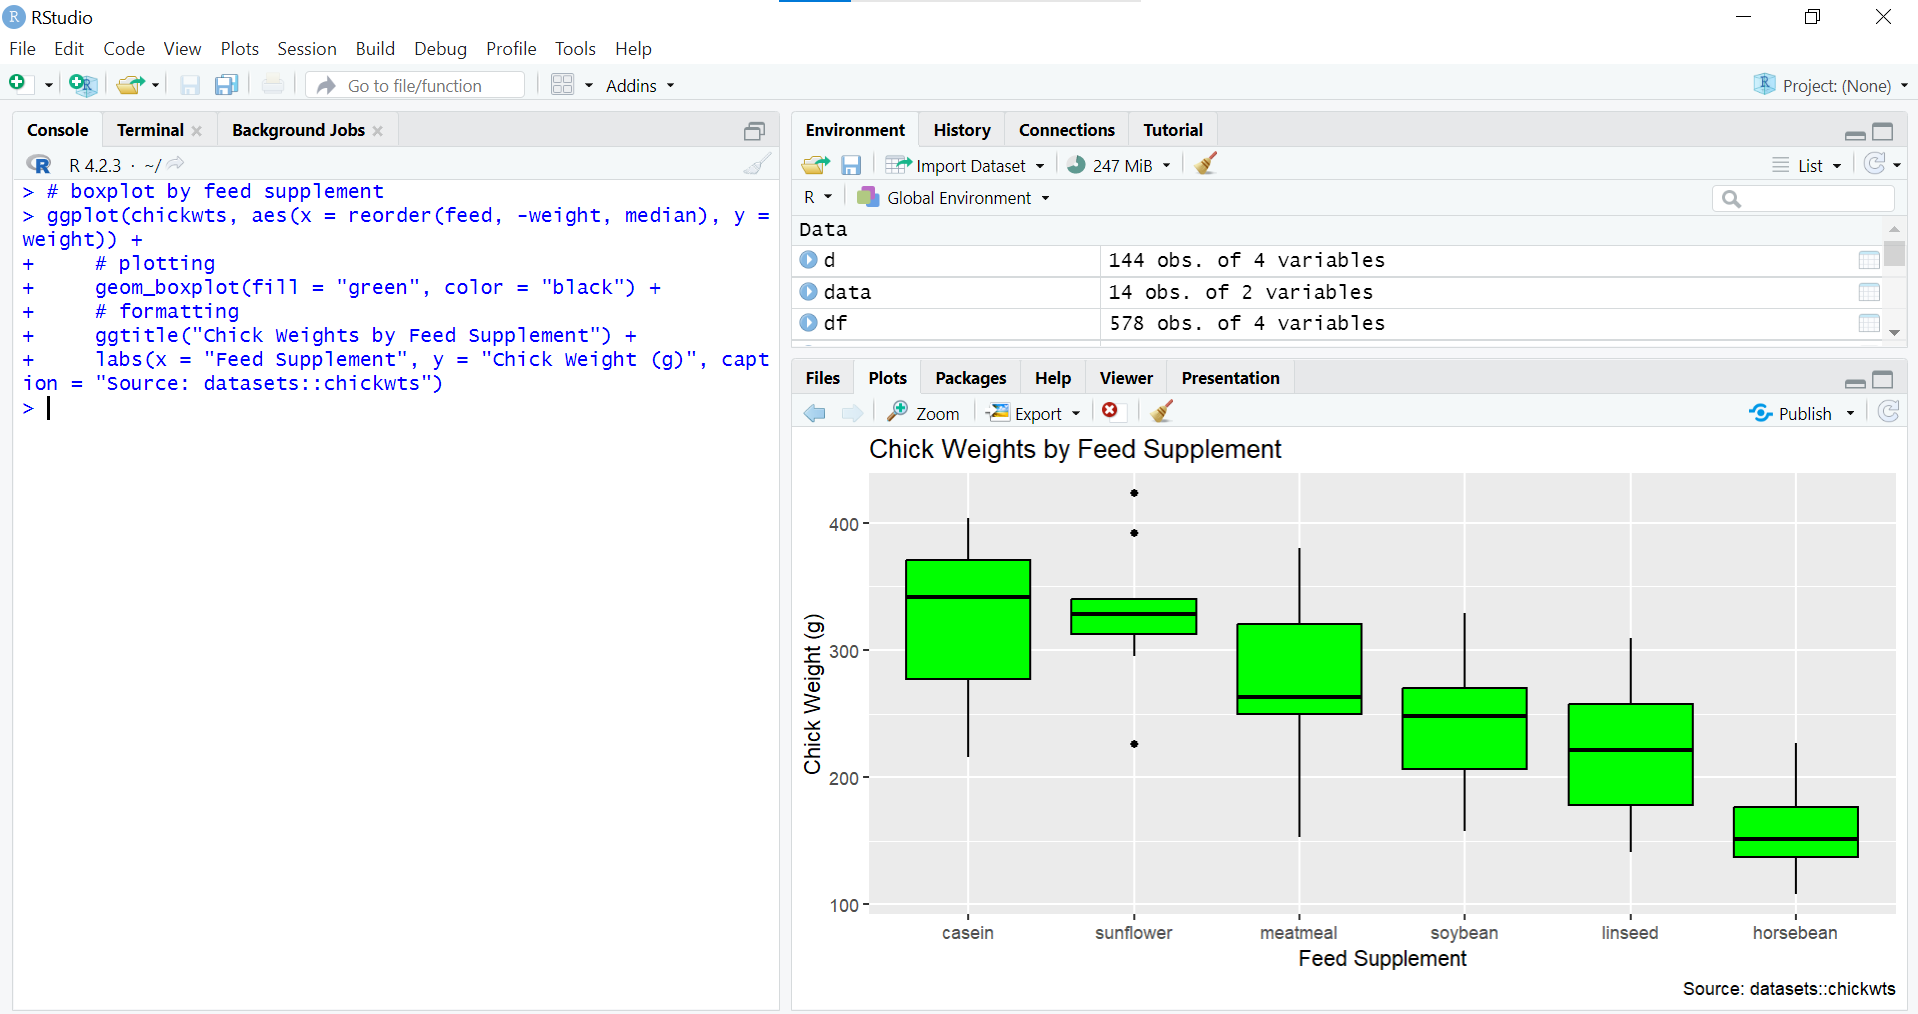 RStudio
File Edit Code View Plots Session Build Debug Profile Tools Help
Go to file/function Addins Project: (None)
Console Terminal Background Jobs
R 4.2.3 · ~/
> # boxplot by feed supplement
> ggplot(chickwts, aes(x = reorder(feed, -weight, median), y =
weight)) +
+     # plotting
+     geom_boxplot(fill = "green", color = "black") +
+     # formatting
+     ggtitle("Chick Weights by Feed Supplement") +
+     labs(x = "Feed Supplement", y = "Chick Weight (g)", capt
ion = "Source: datasets::chickwts")
>
Environment History Connections Tutorial
Import Dataset 247 MiB List
R Global Environment
Data
d 144 obs. of 4 variables
data 14 obs. of 2 variables
df 578 obs. of 4 variables
Files Plots Packages Help Viewer Presentation
Zoom Export Publish
Chick Weights by Feed Supplement
Chick Weight (g)
400
300
200
100
casein sunflower meatmeal soybean linseed horsebean
Feed Supplement
Source: datasets::chickwts